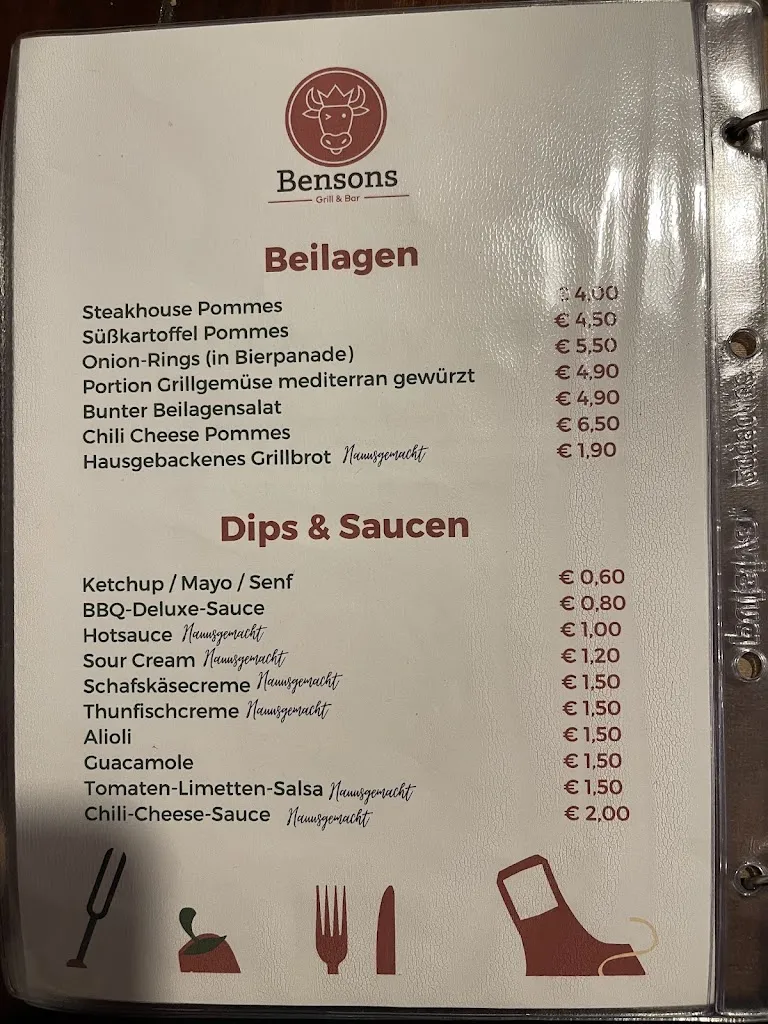 Bensons
Grill & Bar
Beilagen
Steakhouse Pommes € 4,00
Süßkartoffel Pommes € 4,50
Onion-Rings (in Bierpanade) € 5,50
Portion Grillgemüse mediterran gewürzt € 4,90
Bunter Beilagensalat € 4,90
Chili Cheese Pommes € 6,50
Hausgebackenes Grillbrot Hausgemacht € 1,90
Dips & Saucen
Ketchup / Mayo / Senf € 0,60
BBQ-Deluxe-Sauce € 0,80
Hotsauce Hausgemacht € 1,00
Sour Cream Hausgemacht € 1,20
Schafskäsecreme Hausgemacht € 1,50
Thunfischcreme Hausgemacht € 1,50
Alioli € 1,50
Guacamole € 1,50
Tomaten-Limetten-Salsa Hausgemacht € 1,50
Chili-Cheese-Sauce Hausgemacht € 2,00